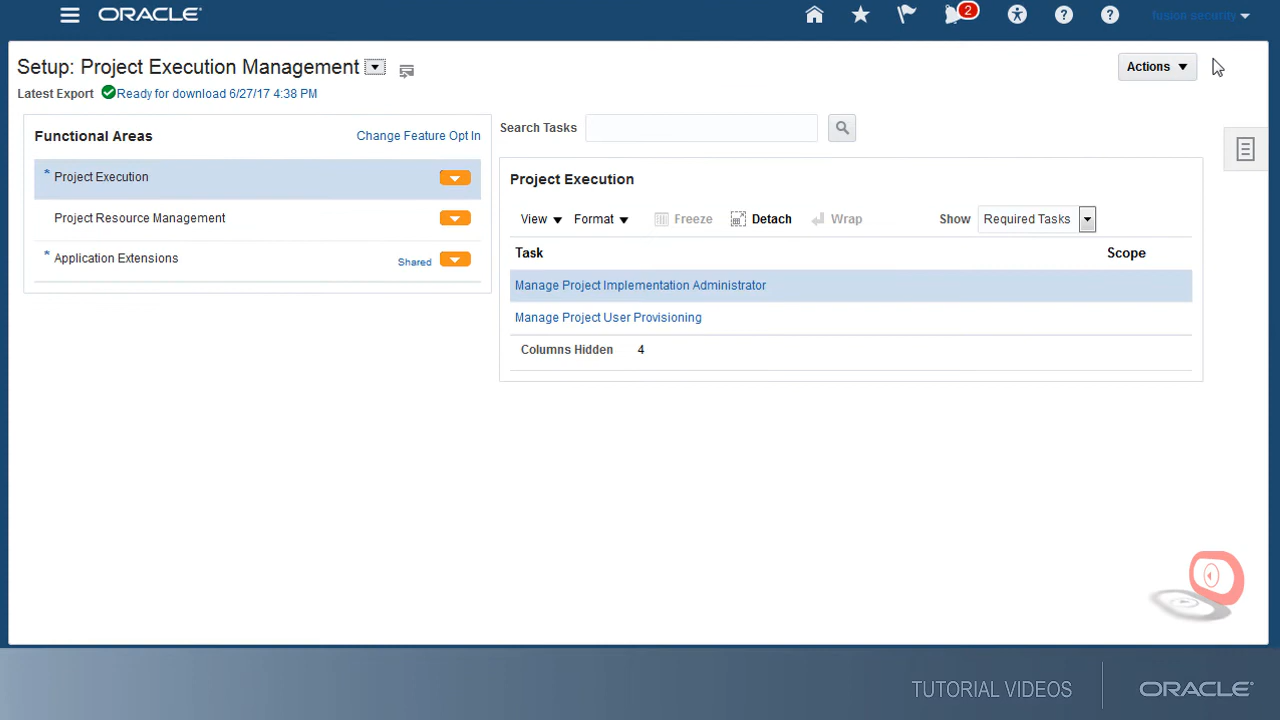 ORACLE
2
fusion security
Setup: Project Execution Management
Actions
Latest Export Ready for download 6/27/17 4:38 PM
Functional Areas
Change Feature Opt In
* Project Execution
Project Resource Management
* Application Extensions
Shared
Search Tasks
Project Execution
View Format Freeze Detach Wrap Show Required Tasks
Task Scope
Manage Project Implementation Administrator
Manage Project User Provisioning
Columns Hidden 4
TUTORIAL VIDEOS ORACLE